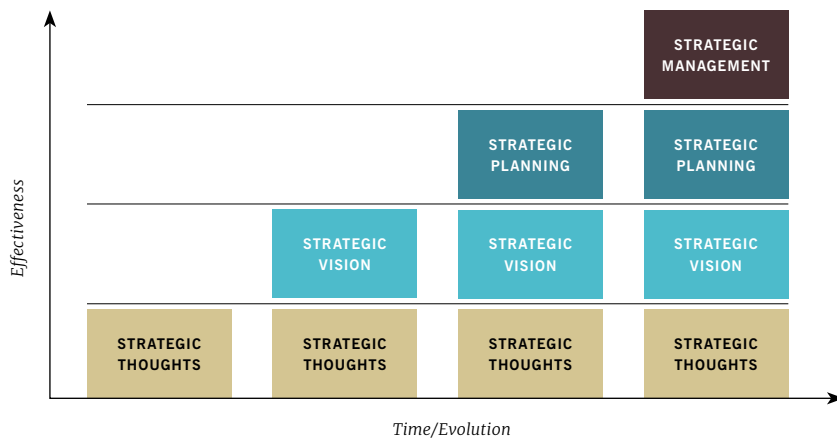 STRATEGIC
MANAGEMENT
STRATEGIC
PLANNING
STRATEGIC
PLANNING
STRATEGIC
VISION
STRATEGIC
VISION
STRATEGIC
VISION
STRATEGIC
THOUGHTS
STRATEGIC
THOUGHTS
STRATEGIC
THOUGHTS
STRATEGIC
THOUGHTS
Effectiveness
Time/Evolution